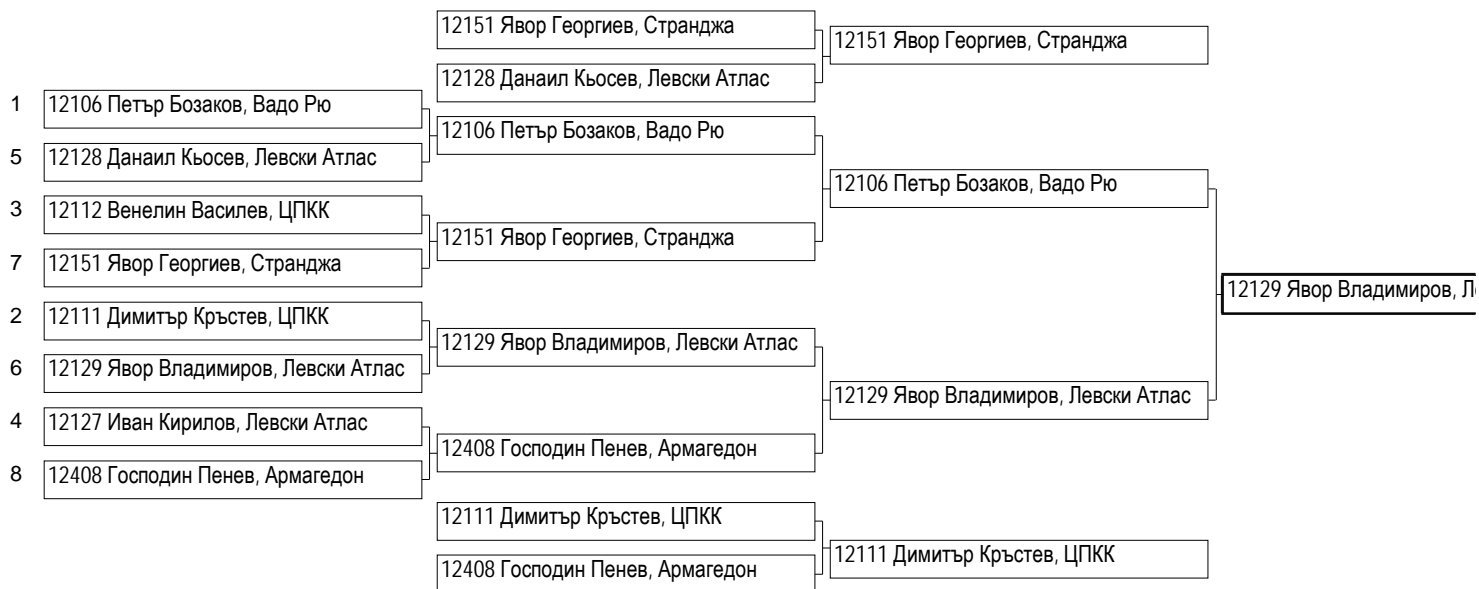 12151 Явор Георгиев, Странджа
12151 Явор Георгиев, Странджа
12128 Данаил Кьосев, Левски Атлас
1 12106 Петър Бозаков, Вадо Рю
12106 Петър Бозаков, Вадо Рю
5 12128 Данаил Кьосев, Левски Атлас
12106 Петър Бозаков, Вадо Рю
3 12112 Венелин Василев, ЦПКК
12151 Явор Георгиев, Странджа
7 12151 Явор Георгиев, Странджа
12129 Явор Владимиров,
2 12111 Димитър Кръстев, ЦПКК
12129 Явор Владимиров, Левски Атлас
6 12129 Явор Владимиров, Левски Атлас
12129 Явор Владимиров, Левски Атлас
4 12127 Иван Кирилов, Левски Атлас
12408 Господин Пенев, Армагедон
8 12408 Господин Пенев, Армагедон
12111 Димитър Кръстев, ЦПКК
12111 Димитър Кръстев, ЦПКК
12408 Господин Пенев, Армагедон